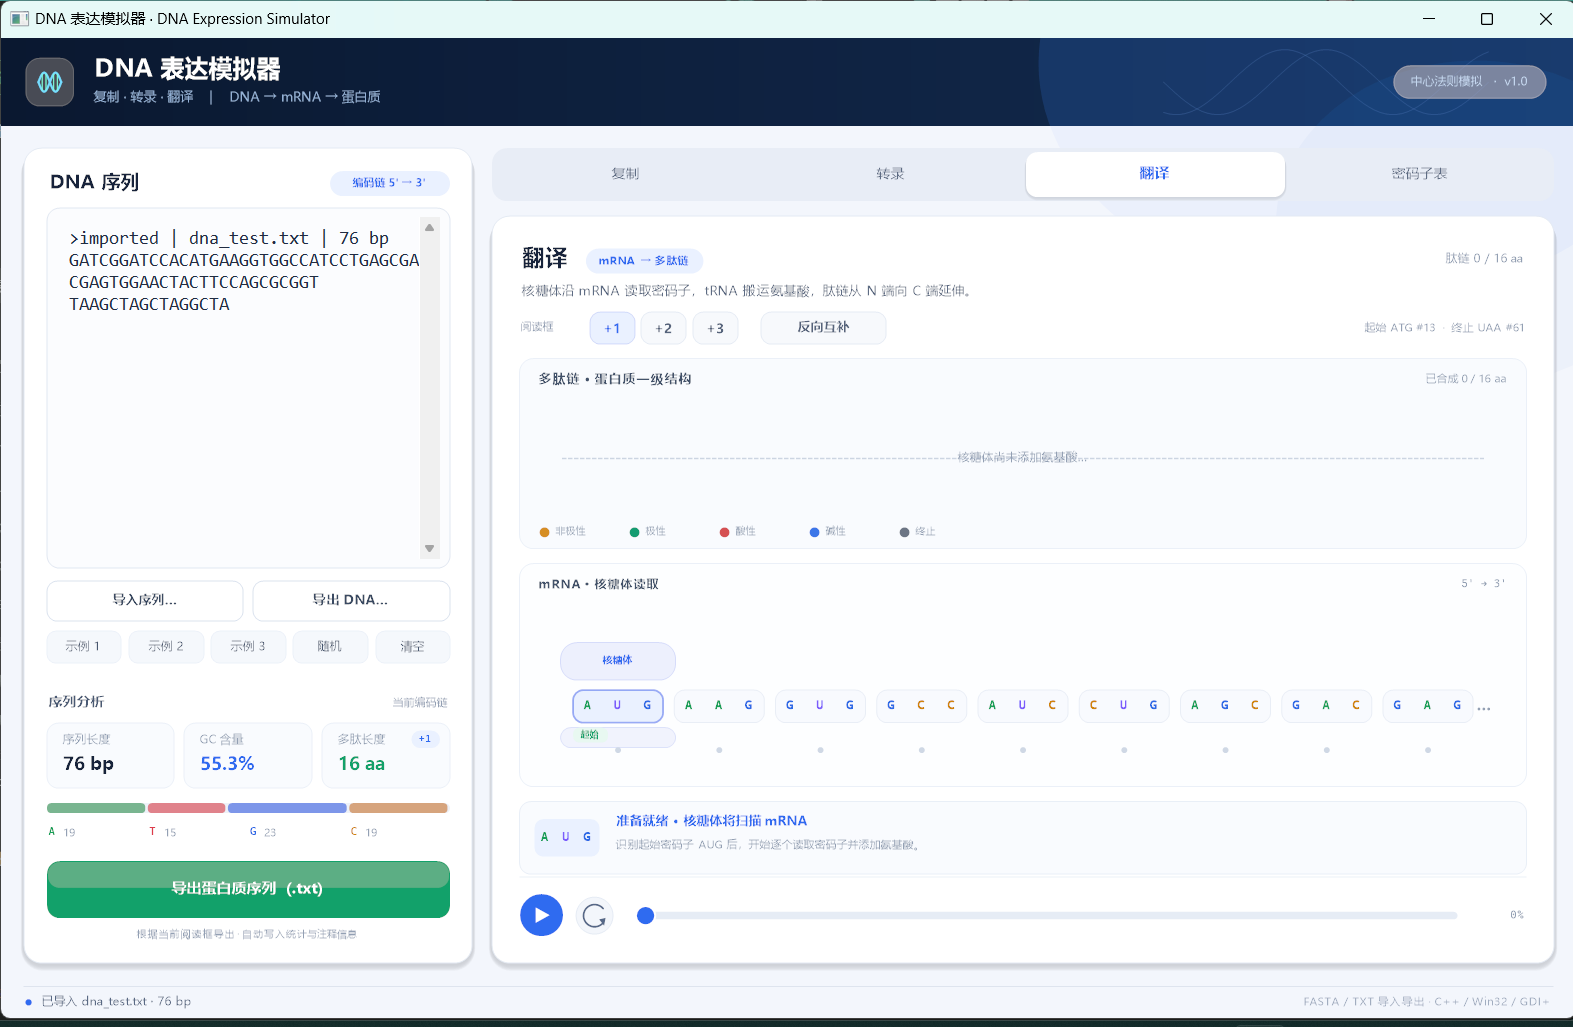 DNA 表达模拟器 · DNA Expression Simulator
DNA 表达模拟器
复制 · 转录 · 翻译 | DNA → mRNA → 蛋白质
中心法则模拟 · v1.0
DNA 序列
编码链 5' → 3'
>imported | dna_test.txt | 76 bp
GATCGGATCCACATGAAGGTGGCCATCCTGAGCGA
CGAGTGGAACTACTTCCAGCGCGGT
TAAGCTAGCTAGGCTA
导入序列...
导出 DNA...
示例 1
示例 2
示例 3
随机
清空
序列分析
当前编码链
序列长度
76 bp
GC 含量
55.3%
多肽长度
+1
16 aa
A 19
T 15
G 23
C 19
导出蛋白质序列 (.txt)
根据当前阅读框导出 · 自动写入统计与注释信息
复制
转录
翻译
密码子表
翻译
mRNA → 多肽链
肽链 0 / 16 aa
核糖体沿 mRNA 读取密码子，tRNA 搬运氨基酸，肽链从 N 端向 C 端延伸。
阅读框
+1
+2
+3
反向互补
起始 ATG #13 · 终止 UAA #61
多肽链 · 蛋白质一级结构
已合成 0 / 16 aa
核糖体尚未添加氨基酸...
非极性
极性
酸性
碱性
终止
mRNA · 核糖体读取
5' → 3'
核糖体
A U G
A A G
G U G
G C C
A U C
C U G
A G C
G A C
G A G
...
起始
A U G
准备就绪 · 核糖体将扫描 mRNA
识别起始密码子 AUG 后，开始逐个读取密码子并添加氨基酸。
0%
已导入 dna_test.txt · 76 bp
FASTA / TXT 导入导出 · C++ / Win32 / GDI+